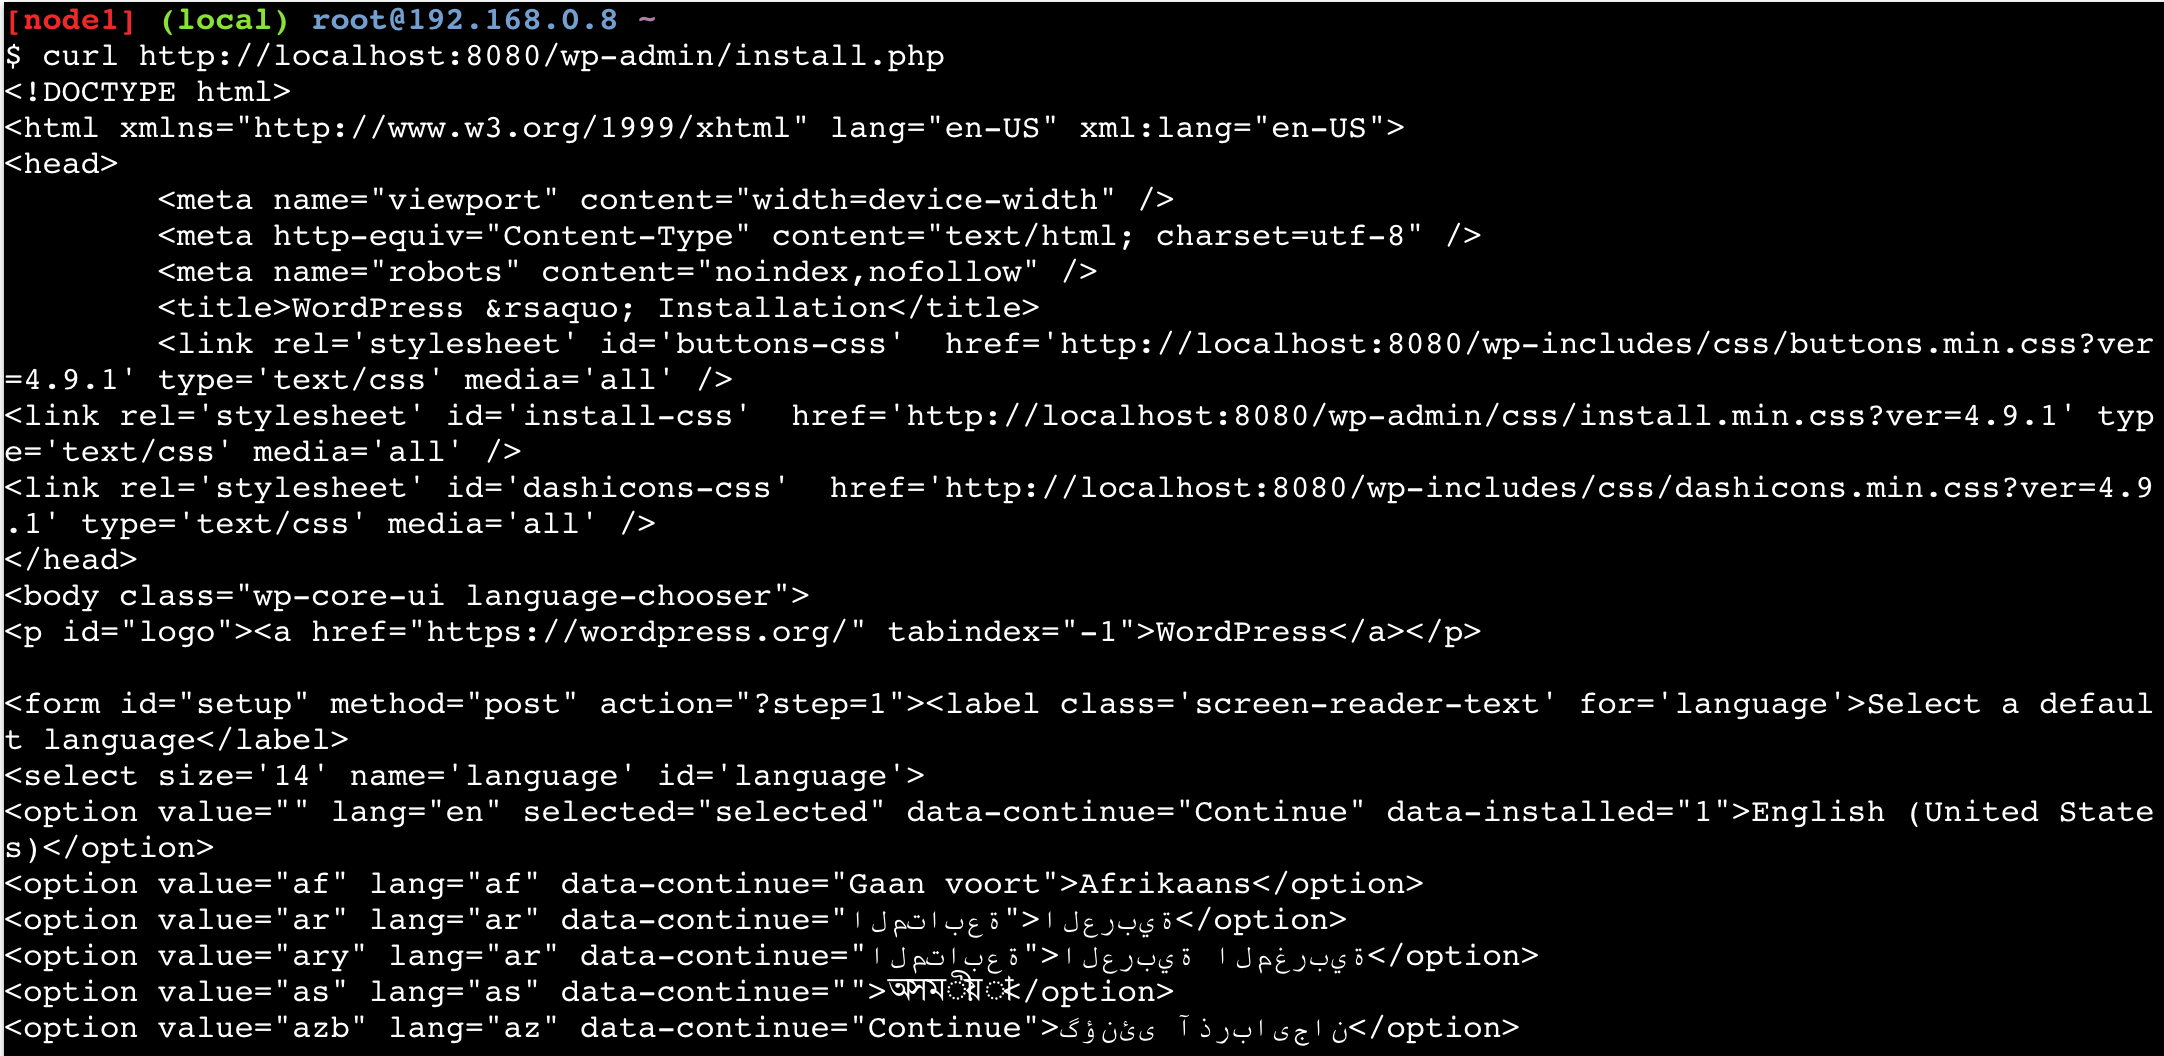 [node1] (local) root@192.168.0.8 ~
$ curl http://localhost:8080/wp-admin/install.php
<!DOCTYPE html>
<html xmlns="http://www.w3.org/1999/xhtml" lang="en-US" xml:lang="en-US">
<head>
        <meta name="viewport" content="width=device-width" />
        <meta http-equiv="Content-Type" content="text/html; charset=utf-8" />
        <meta name="robots" content="noindex,nofollow" />
        <title>WordPress &rsaquo; Installation</title>
        <link rel='stylesheet' id='buttons-css'  href='http://localhost:8080/wp-includes/css/buttons.min.css?ver
=4.9.1' type='text/css' media='all' />
<link rel='stylesheet' id='install-css'  href='http://localhost:8080/wp-admin/css/install.min.css?ver=4.9.1' typ
e='text/css' media='all' />
<link rel='stylesheet' id='dashicons-css'  href='http://localhost:8080/wp-includes/css/dashicons.min.css?ver=4.9
.1' type='text/css' media='all' />
</head>
<body class="wp-core-ui language-chooser">
<p id="logo"><a href="https://wordpress.org/" tabindex="-1">WordPress</a></p>

<form id="setup" method="post" action="?step=1"><label class='screen-reader-text' for='language'>Select a defaul
t language</label>
<select size='14' name='language' id='language'>
<option value="" lang="en" selected="selected" data-continue="Continue" data-installed="1">English (United State
s)</option>
<option value="af" lang="af" data-continue="Gaan voort">Afrikaans</option>
<option value="ar" lang="ar" data-continue="المتابعة">العربية</option>
<option value="ary" lang="ar" data-continue="المتابعة">العربية المغربية</option>
<option value="as" lang="as" data-continue="">অসমীয়া</option>
<option value="azb" lang="az" data-continue="Continue">گؤنئی آذربایجان</option>